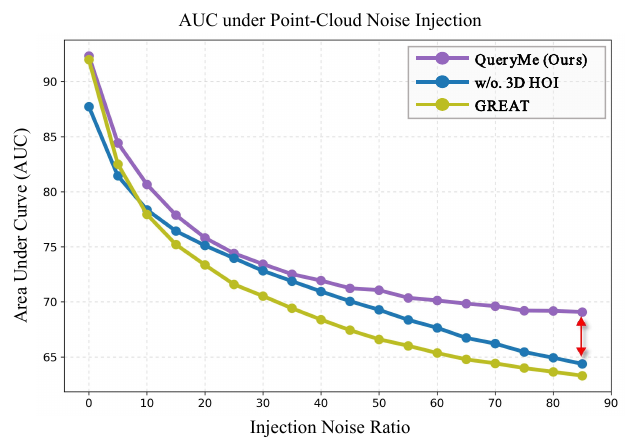 AUC under Point-Cloud Noise Injection
QueryMe (Ours)
w/o. 3D HOI
GREAT
Area Under Curve (AUC)
90
85
80
75
70
65
0 10 20 30 40 50 60 70 80 90
Injection Noise Ratio